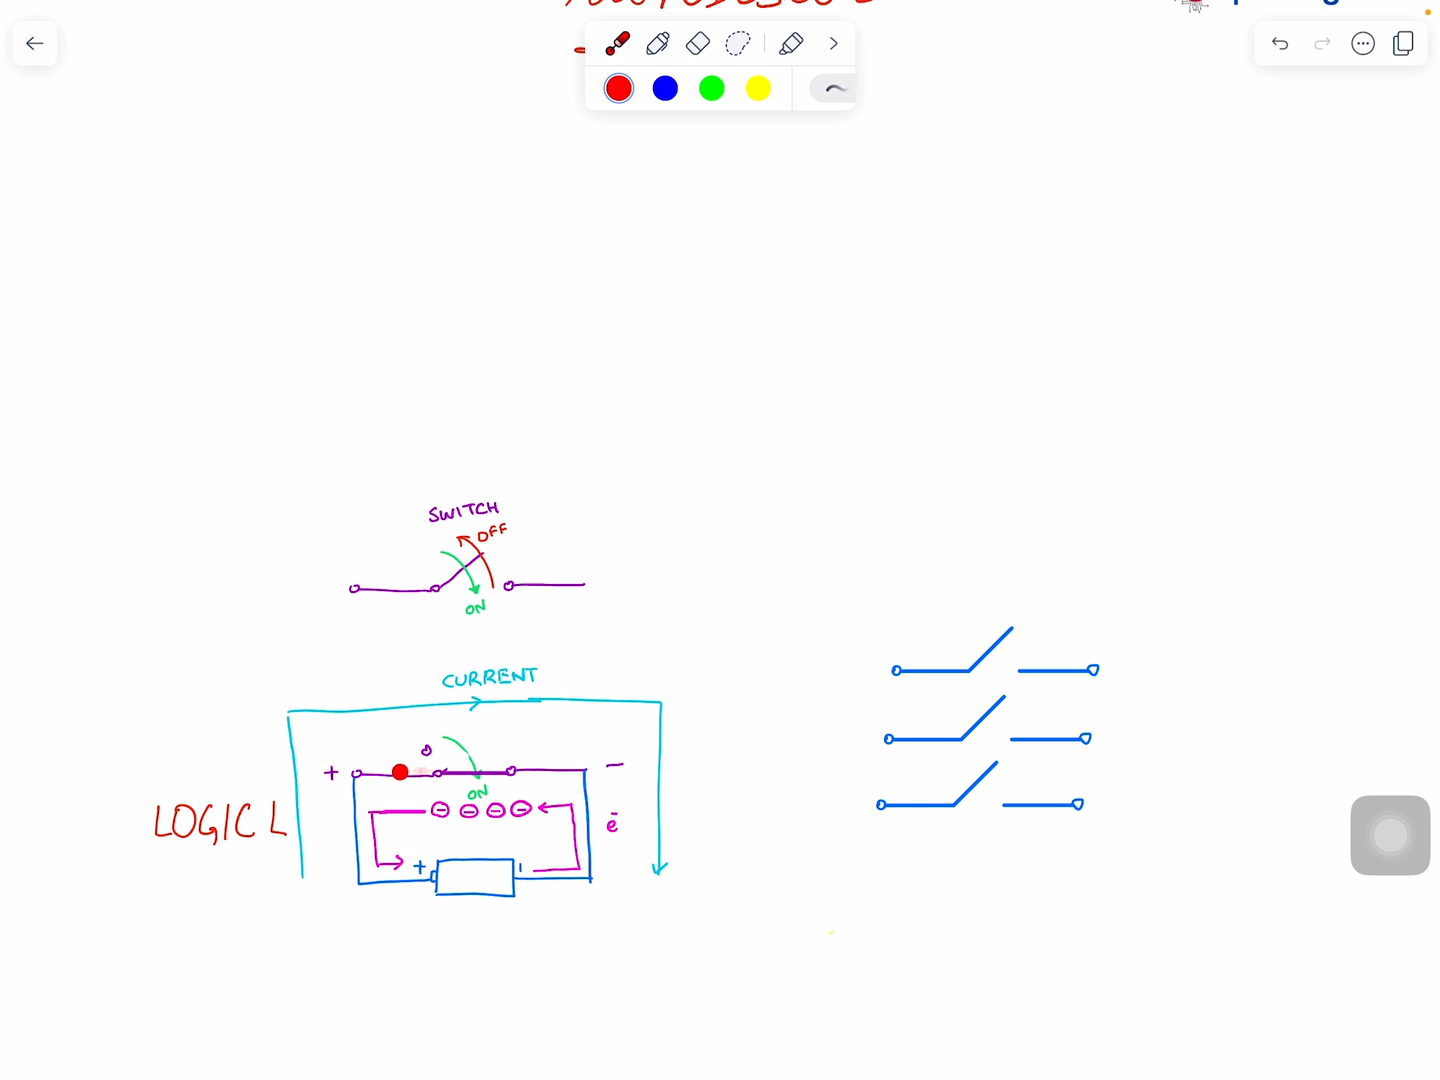 SWITCH
OFF
ON
CURRENT
+ −
ON
LOGIC L
e⁻
+